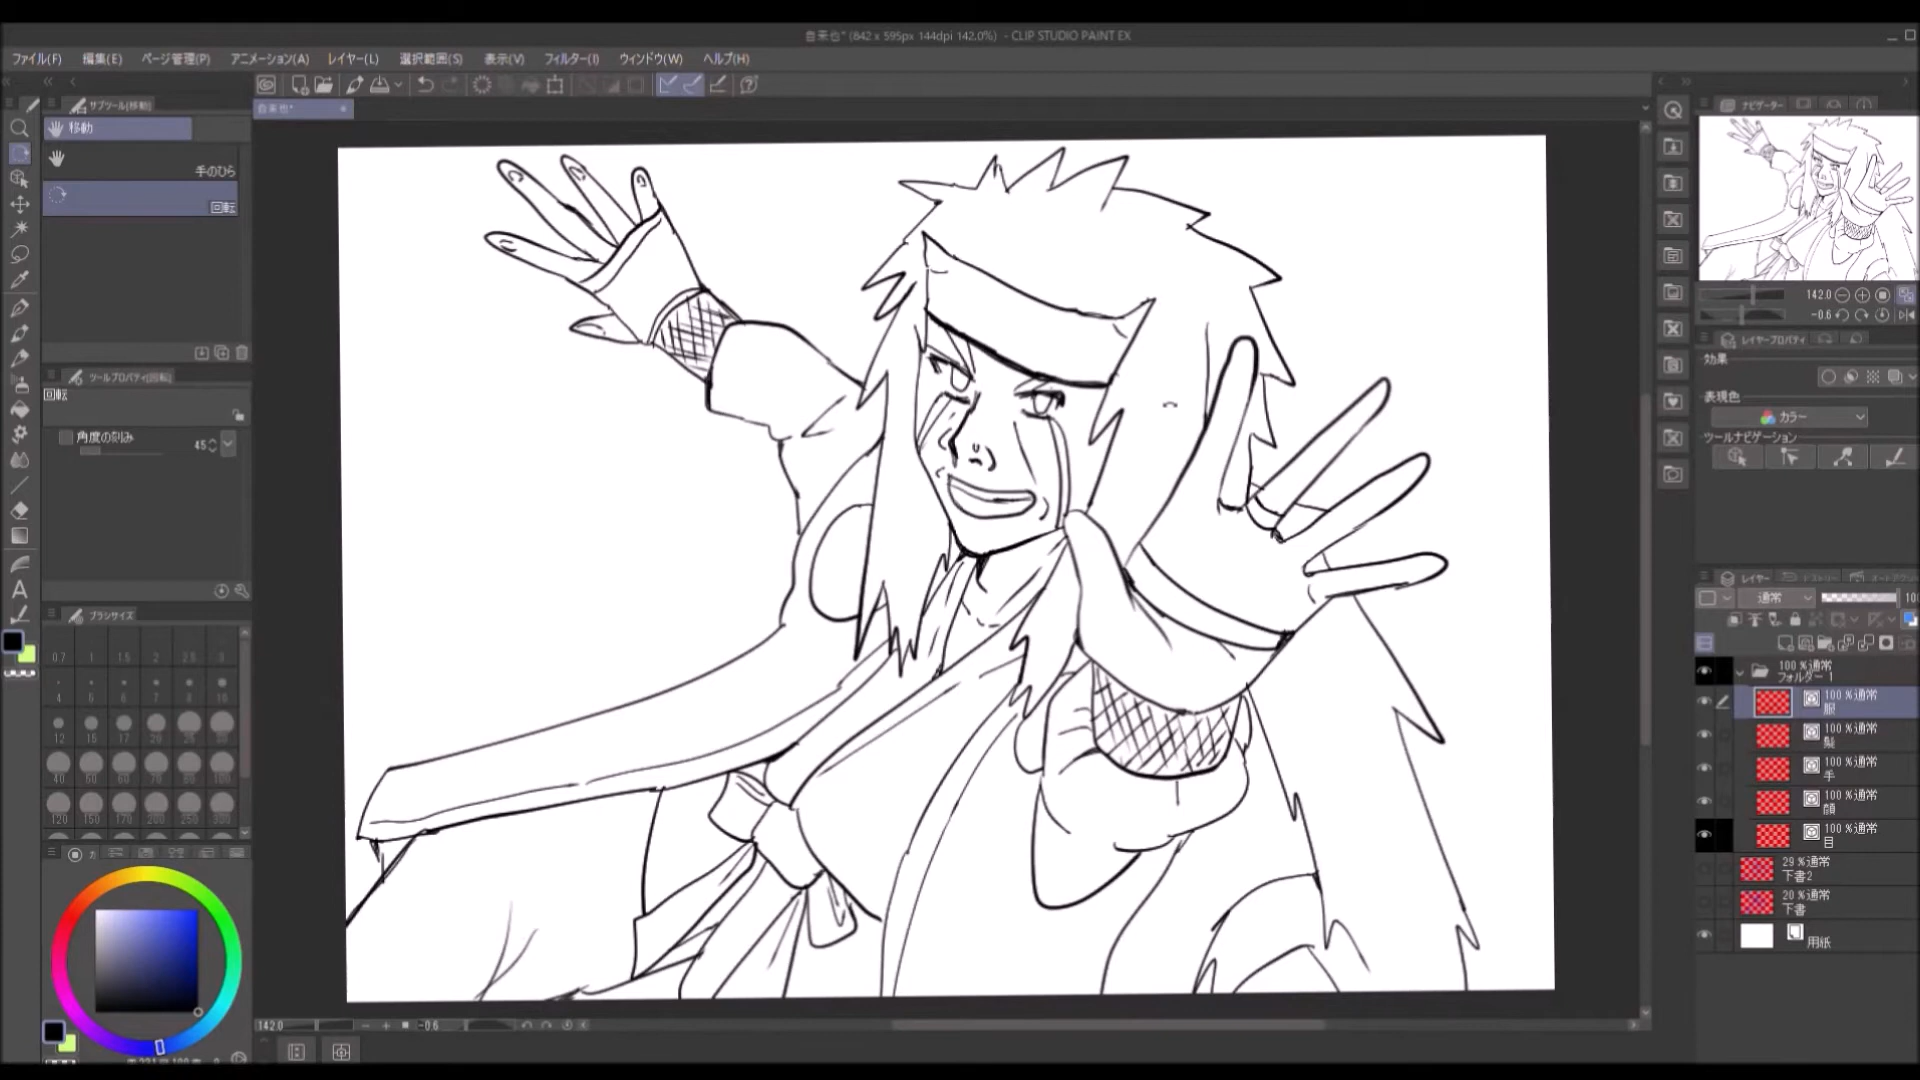 自来也* (842 x 595px 144dpi 142.0%) - CLIP STUDIO PAINT EX
ファイル(F) 編集(E) ページ管理(P) アニメーション(A) レイヤー(L) 選択範囲(S) 表示(V) フィルター(I) ウィンドウ(W) ヘルプ(H)
自来也*
サブツール(移動)
移動
手のひら
回転
ツールプロパティ(回転)
回転
角度の刻み 45
ブラシサイズ
0.7 1 1.5 2 2.5 3
4 5 6 7 8 10
12 15 17 20 25 30
40 50 60 70 80
120 150 170 200 250 300
142.0 -0.6
ナビゲーター
142.0
-0.6
レイヤープロパティ
効果
表現色
カラー
ツールナビゲーション
レイヤー
通常
100 %通常
フォルダー 1
100 %通常
服
100 %通常
髪
100 %通常
手
100 %通常
顔
100 %通常
目
29 %通常
下書2
20 %通常
下書
用紙
A